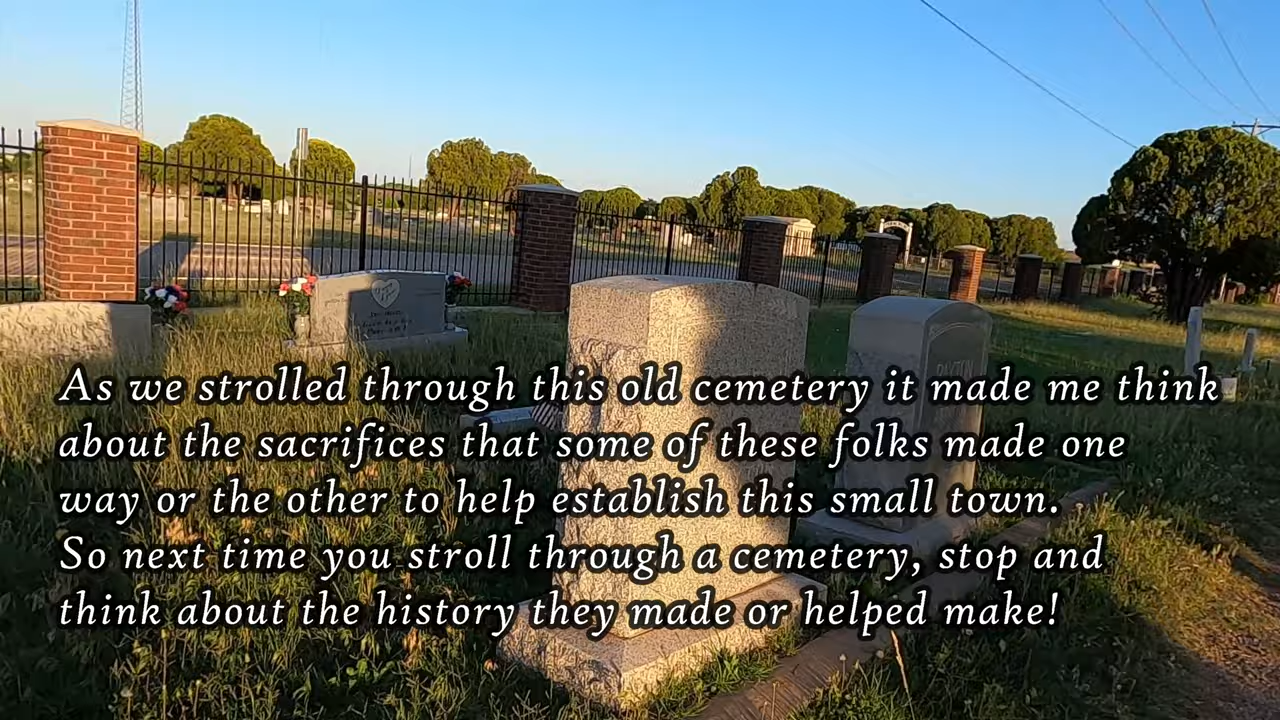 As we strolled through this old cemetery it made me think
about the sacrifices that some of these folks made one
way or the other to help establish this small town.
So next time you stroll through a cemetery, stop and
think about the history they made or helped make!